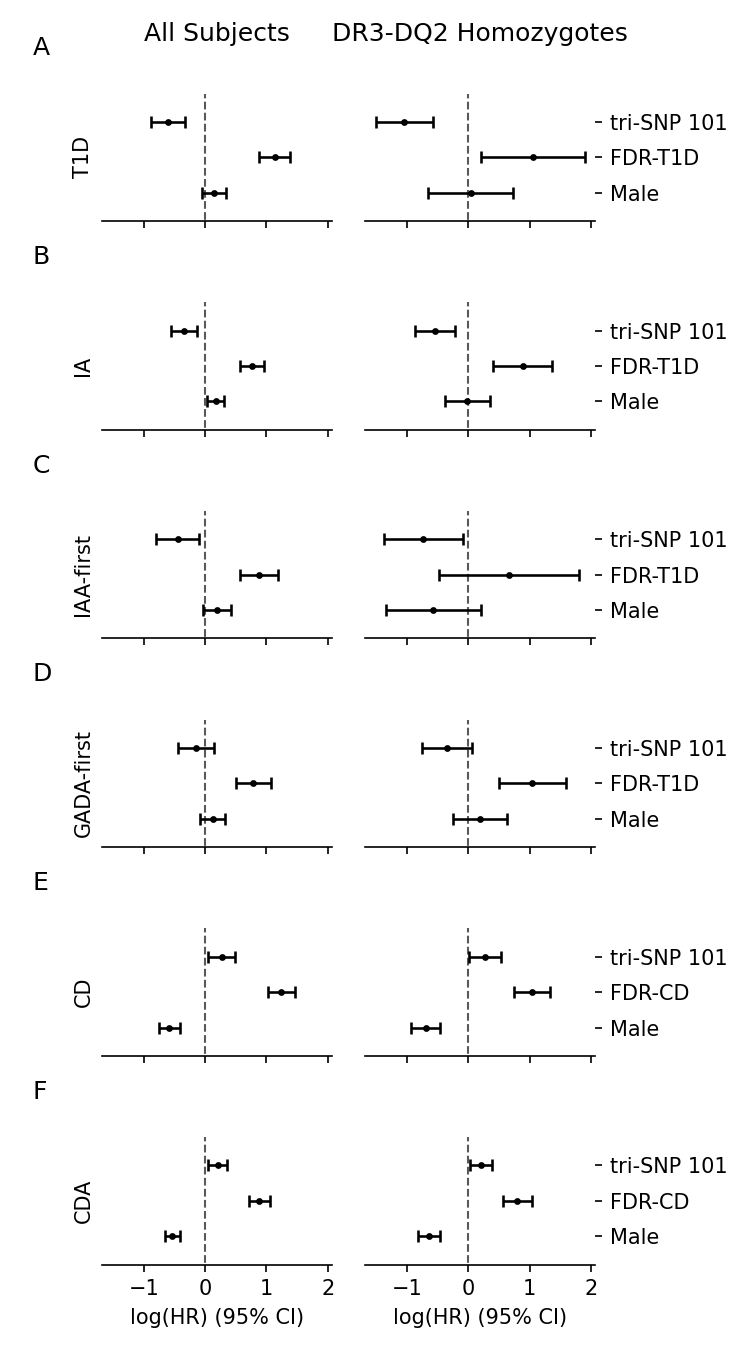 All Subjects DR3-DQ2 Homozygotes
A
T1D
tri-SNP 101
FDR-T1D
Male
B
IA
tri-SNP 101
FDR-T1D
Male
C
IAA-first
tri-SNP 101
FDR-T1D
Male
D
GADA-first
tri-SNP 101
FDR-T1D
Male
E
CD
tri-SNP 101
FDR-CD
Male
F
CDA
tri-SNP 101
FDR-CD
Male
−1 0 1 2 −1 0 1 2
log(HR) (95% CI) log(HR) (95% CI)